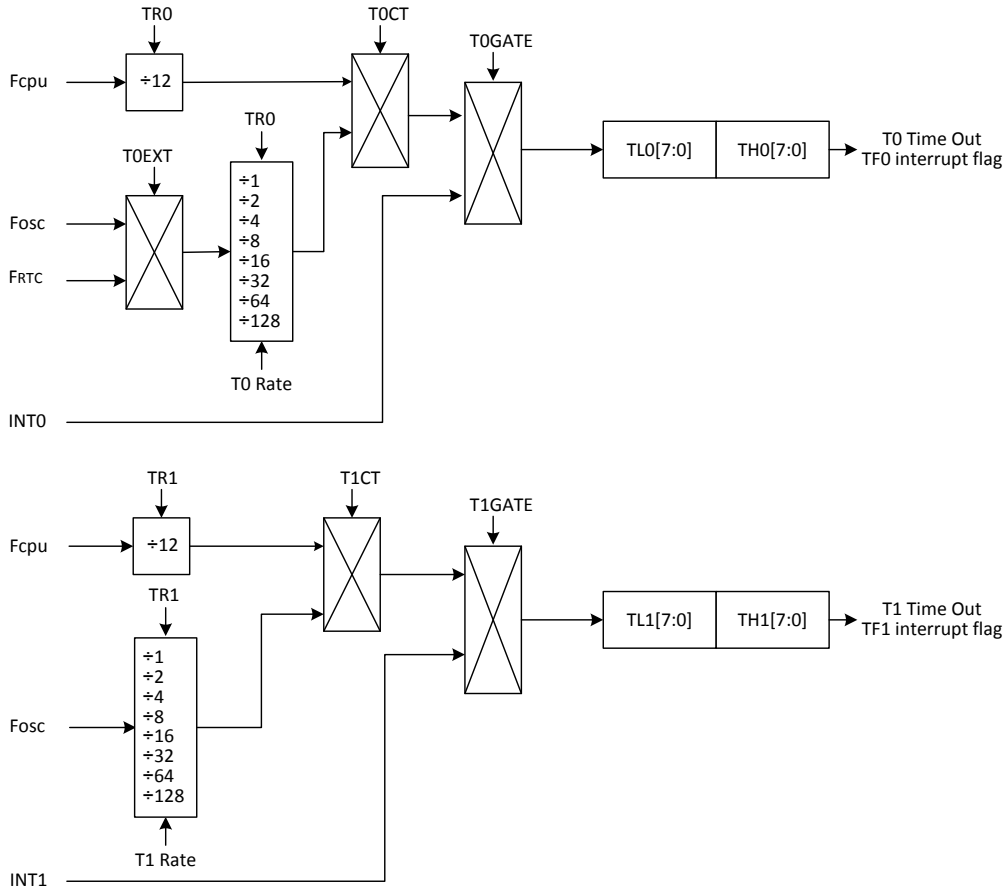 TR0
T0CT
T0GATE
Fcpu
÷12
TR0
T0EXT
÷1
÷2
÷4
÷8
÷16
÷32
÷64
÷128
Fosc
FRTC
TL0[7:0]
TH0[7:0]
T0 Time Out
TF0 interrupt flag
T0 Rate
INT0
TR1
T1CT
T1GATE
Fcpu
÷12
TR1
÷1
÷2
÷4
÷8
÷16
÷32
÷64
÷128
Fosc
TL1[7:0]
TH1[7:0]
T1 Time Out
TF1 interrupt flag
T1 Rate
INT1